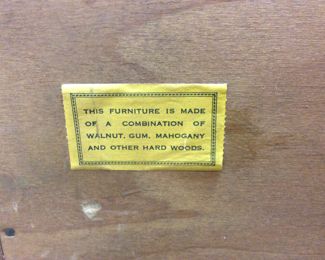 THIS FURNITURE IS MADE
OF A COMBINATION OF
WALNUT, GUM, MAHOGANY
AND OTHER HARD WOODS.